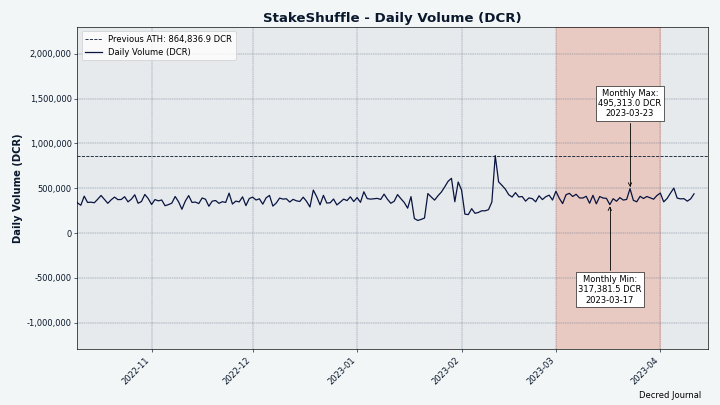 StakeShuffle - Daily Volume (DCR)
Previous ATH: 864,836.9 DCR
Daily Volume (DCR)
Daily Volume (DCR)
2,000,000
1,500,000
1,000,000
500,000
0
-500,000
-1,000,000
Monthly Max:
495,313.0 DCR
2023-03-23
Monthly Min:
317,381.5 DCR
2023-03-17
2022-11
2022-12
2023-01
2023-02
2023-03
2023-04
Decred Journal